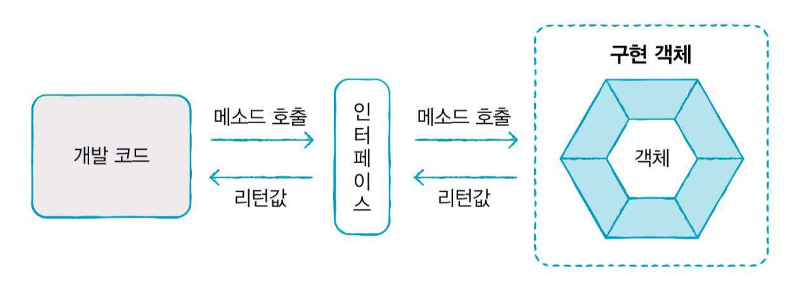 구현 객체
개발 코드
메소드 호출
리턴값
인터페이스
메소드 호출
리턴값
객체